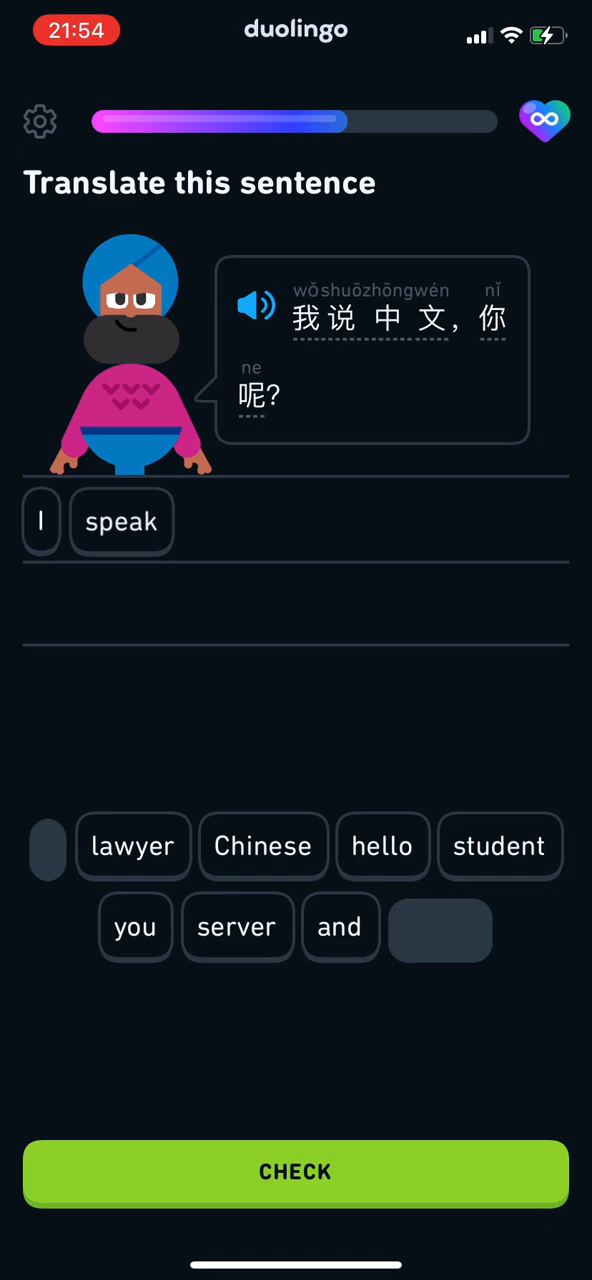 21:54
duolingo
Translate this sentence
wǒshuōzhōngwén nǐ
我说中文，你
ne
呢?
I speak
lawyer Chinese hello student
you server and
CHECK